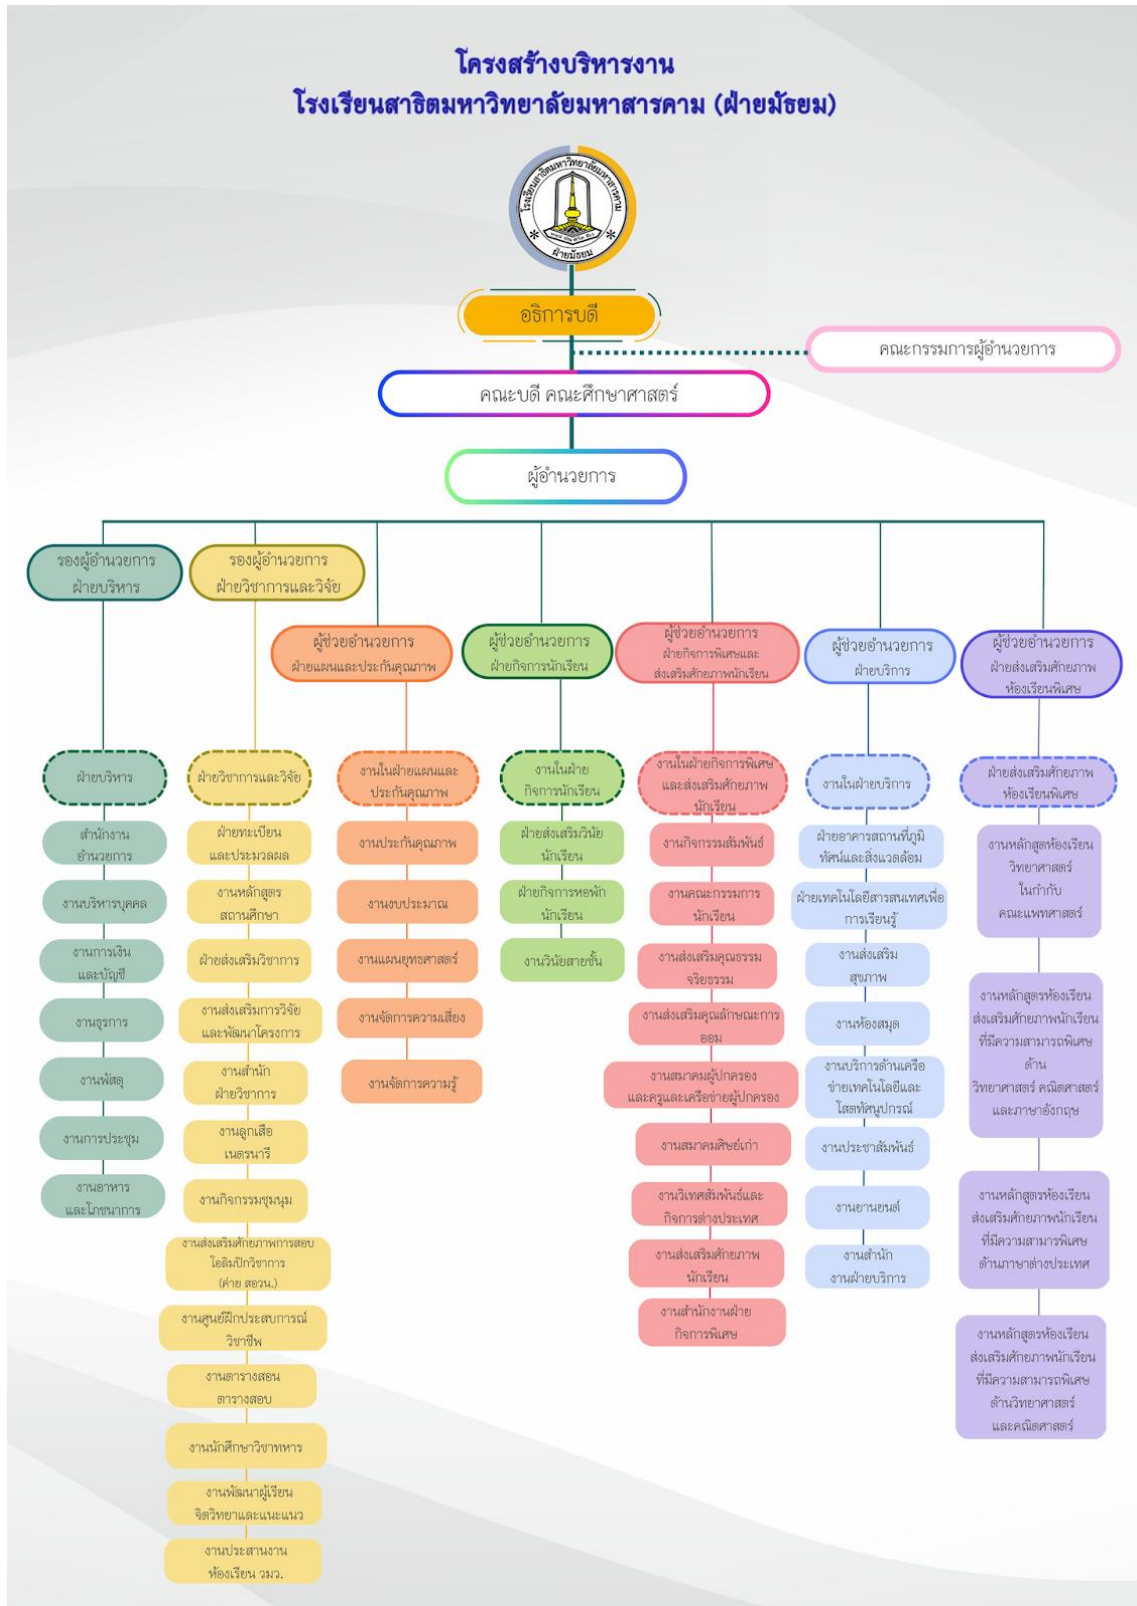 โครงสร้างบริหารงาน
โรงเรียนสาธิตมหาวิทยาลัยมหาสารคาม (ฝ่ายมัธยม)
โรงเรียนสาธิตมหาวิทยาลัยมหาสารคาม
ฝ่ายมัธยม
อธิการบดี
คณะกรรมการผู้อำนวยการ
คณะบดี คณะศึกษาศาสตร์
ผู้อำนวยการ
รองผู้อำนวยการ
ฝ่ายบริหาร
รองผู้อำนวยการ
ฝ่ายวิชาการและวิจัย
ผู้ช่วยอำนวยการ
ฝ่ายแผนและประกันคุณภาพ
ผู้ช่วยอำนวยการ
ฝ่ายกิจการนักเรียน
ผู้ช่วยอำนวยการ
ฝ่ายกิจการพิเศษและ
ส่งเสริมศักยภาพนักเรียน
ผู้ช่วยอำนวยการ
ฝ่ายบริการ
ผู้ช่วยอำนวยการ
ฝ่ายส่งเสริมศักยภาพ
ห้องเรียนพิเศษ
ฝ่ายบริหาร
สำนักงาน
อำนวยการ
งานบริหารบุคคล
งานการเงิน
และบัญชี
งานธุรการ
งานพัสดุ
งานการประชุม
งานอาหาร
และโภชนาการ
ฝ่ายวิชาการและวิจัย
ฝ่ายทะเบียน
และประมวลผล
งานหลักสูตร
สถานศึกษา
ฝ่ายส่งเสริมวิชาการ
งานส่งเสริมการวิจัย
และพัฒนาโครงการ
งานสำนัก
ฝ่ายวิชาการ
งานลูกเสือ
เนตรนารี
งานกิจกรรมชุมนุม
งานส่งเสริมศักยภาพการสอบ
โอลิมปิกวิชาการ
(ค่าย สอวน.)
งานศูนย์ฝึกประสบการณ์
วิชาชีพ
งานตารางสอน
ตารางสอบ
งานนักศึกษาวิชาทหาร
งานพัฒนาผู้เรียน
จิตวิทยาและแนะแนว
งานประสานงาน
ห้องเรียน วมว.
งานในฝ่ายแผนและ
ประกันคุณภาพ
งานประกันคุณภาพ
งานงบประมาณ
งานแผนยุทธศาสตร์
งานจัดการความเสี่ยง
งานจัดการความรู้
งานในฝ่าย
กิจการนักเรียน
ฝ่ายส่งเสริมวินัย
นักเรียน
ฝ่ายกิจการหอพัก
นักเรียน
งานวินัยสายชั้น
งานในฝ่ายกิจการพิเศษ
และส่งเสริมศักยภาพ
นักเรียน
งานกิจกรรมสัมพันธ์
งานคณะกรรมการ
นักเรียน
งานส่งเสริมคุณธรรม
จริยธรรม
งานส่งเสริมคุณลักษณะการ
ออม
งานสมาคมผู้ปกครอง
และครูและเครือข่ายผู้ปกครอง
งานสมาคมศิษย์เก่า
งานวิเทศสัมพันธ์และ
กิจการต่างประเทศ
งานส่งเสริมศักยภาพ
นักเรียน
งานสำนักงานฝ่าย
กิจการพิเศษ
งานในฝ่ายบริการ
ฝ่ายอาคารสถานที่ภูมิ
ทัศน์และสิ่งแวดล้อม
ฝ่ายเทคโนโลยีสารสนเทศเพื่อ
การเรียนรู้
งานส่งเสริม
สุขภาพ
งานห้องสมุด
งานบริการด้านเครือ
ข่ายเทคโนโลยีและ
โสตทัศนูปกรณ์
งานประชาสัมพันธ์
งานยานยนต์
งานสำนัก
งานฝ่ายบริการ
ฝ่ายส่งเสริมศักยภาพ
ห้องเรียนพิเศษ
งานหลักสุตห้องเรียน
วิทยาศาสตร์
ในกำกับ
คณะแพทศาสตร์
งานหลักสูตรห้องเรียน
ส่งเสริมศักยภาพนักเรียน
ที่มีความสามารถพิเศษ
ด้าน
วิทยาศาสตร์ คณิตศาสตร์
และภาษาอังกฤษ
งานหลักสูตรห้องเรียน
ส่งเสริมศักยภาพนักเรียน
ที่มีความสามารพิเศษ
ด้านภาษาต่างประเทศ
งานหลักสูตรห้องเรียน
ส่งเสริมศักยภาพนักเรียน
ที่มีความสามารถพิเศษ
ด้านวิทยาศาสตร์
และคณิตศาสตร์